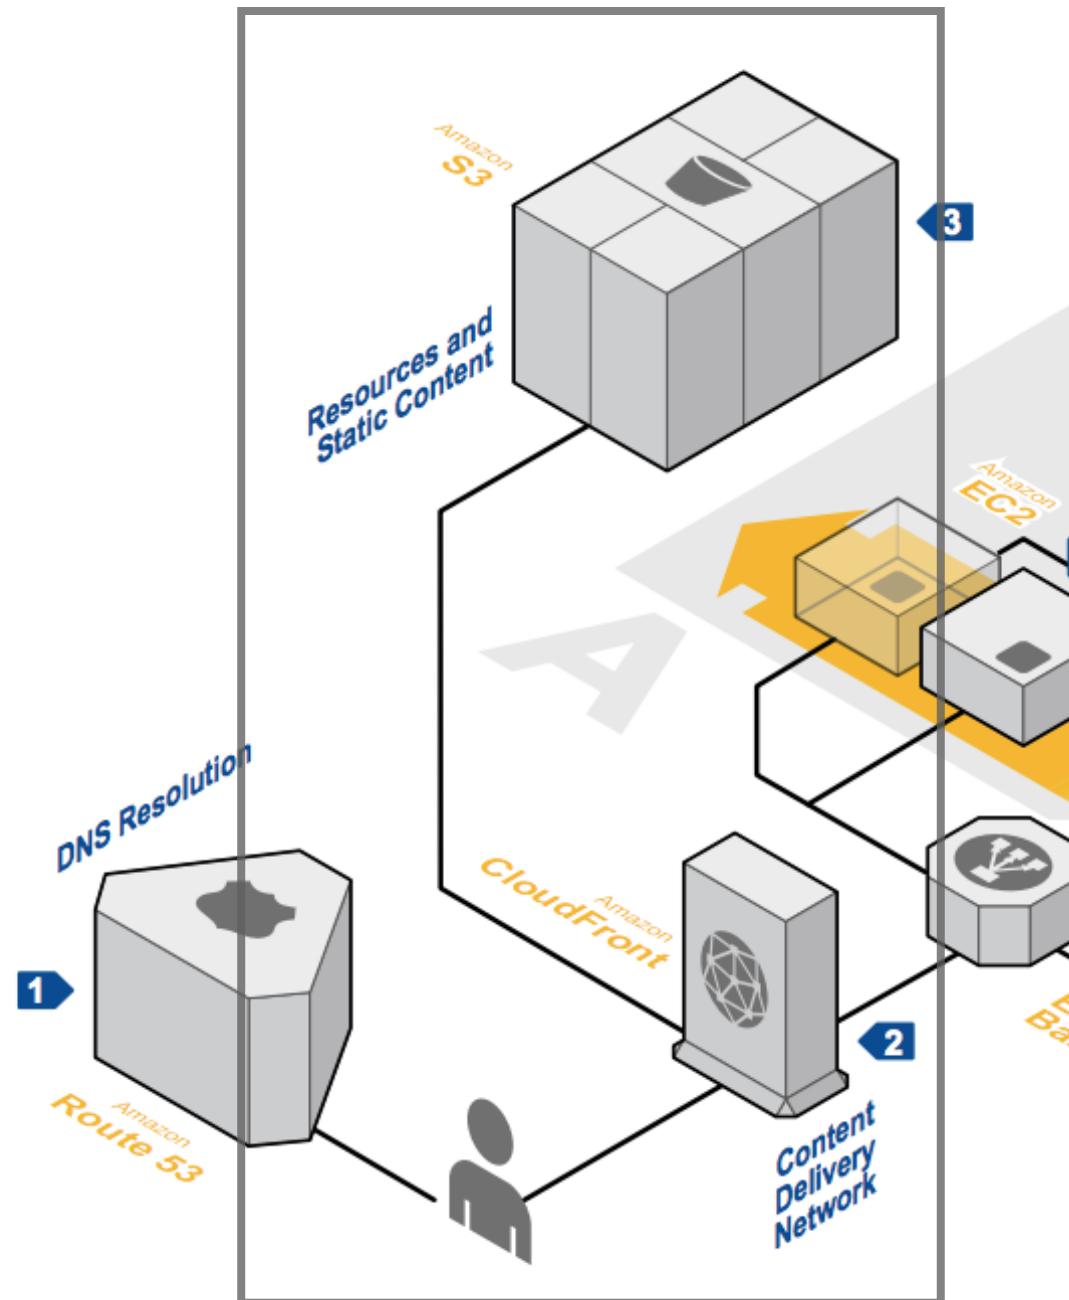 Amazon
S3
3
Resources and
Static Content
Amazon
EC2
A
DNS Resolution
Amazon
CloudFront
1
2
Amazon
Route 53
Content
Delivery
Network